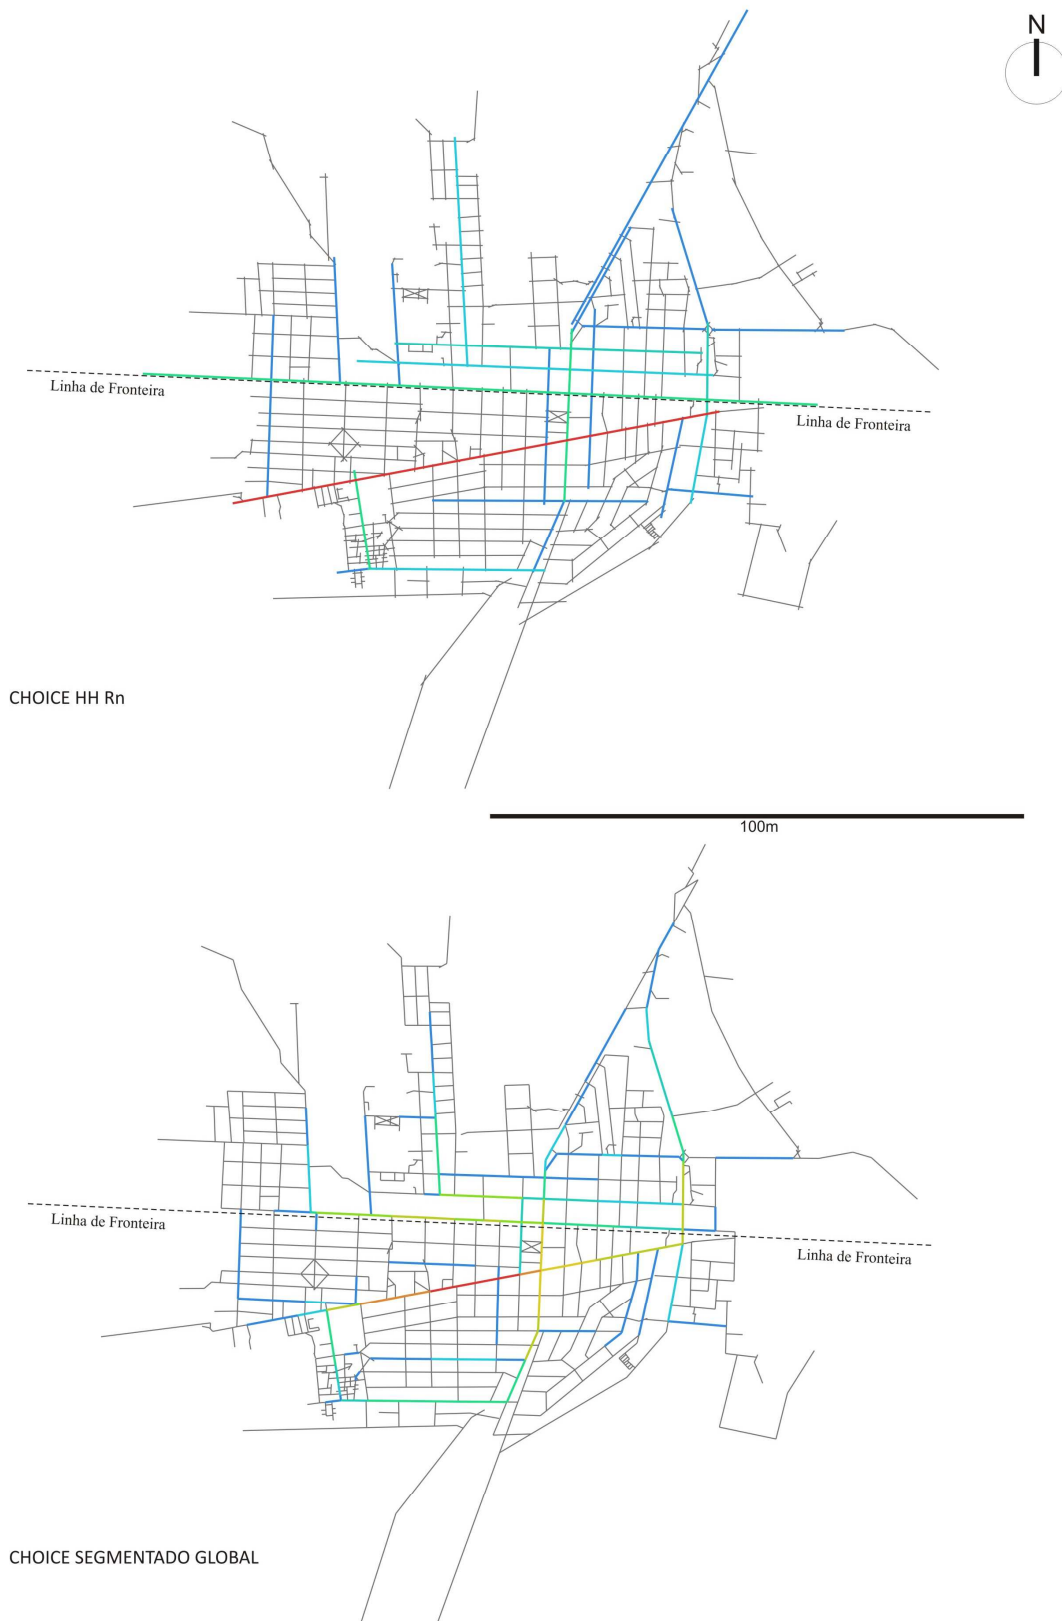 N
Linha de Fronteira
Linha de Fronteira
CHOICE HH Rn
100m
Linha de Fronteira
Linha de Fronteira
CHOICE SEGMENTADO GLOBAL